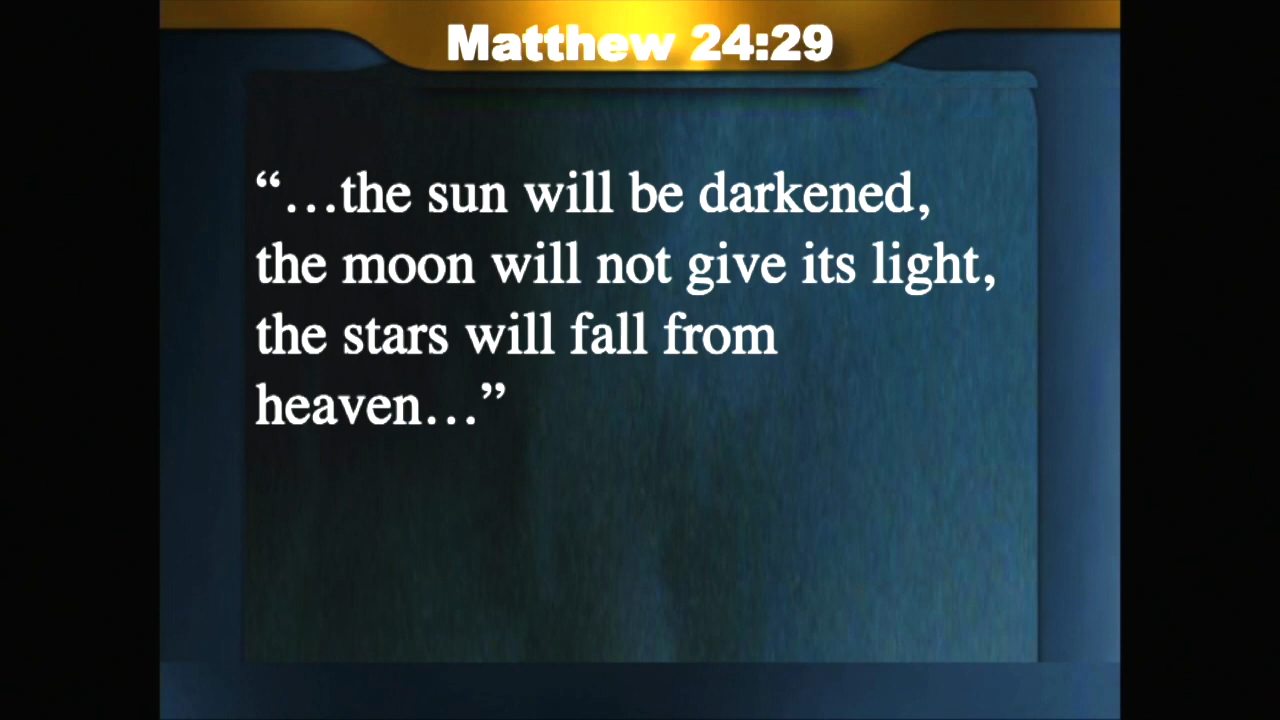 Matthew 24:29
“…the sun will be darkened,
the moon will not give its light,
the stars will fall from
heaven…”